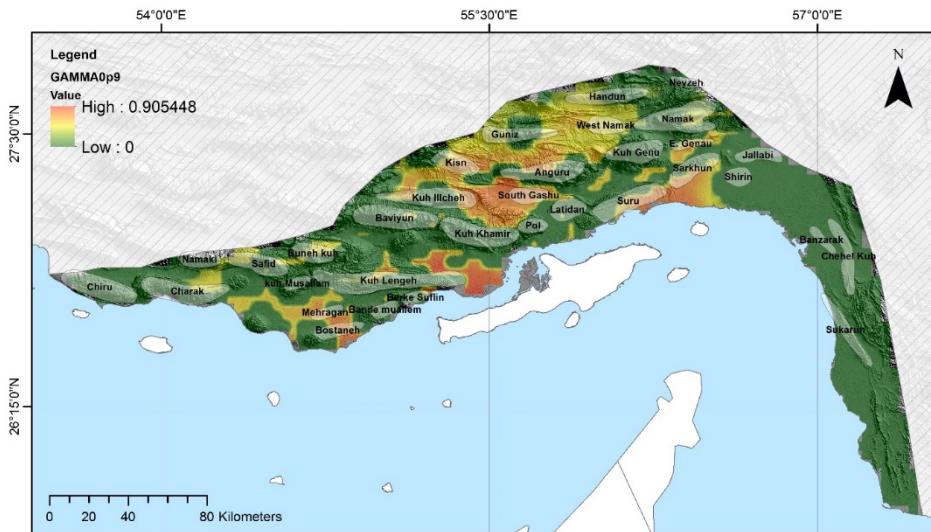 54°0'0"E
55°30'0"E
57°0'0"E
Legend
GAMMA0p9
Value
High : 0.905448
Low : 0
N
27°30'0"N
26°15'0"N
Neyzeh
Handun
Namak
West Namak
Guniz
E. Genau
Kuh Genu
Jallabi
Kisn
Sarkhun
Anguru
Shirin
Kuh Ilicheh
South Gashu
Suru
Latidan
Baviyun
Pol
Kuh Khamir
Banzarak
Buneh kuh
Chehel Kuh
Namaki
Safid
kuh Musallam
Kuh Lengeh
Chiru
Charak
Berke Suflin
Mehragan
Bande muallem
Bostaneh
Sukarun
0 20 40 80 Kilometers